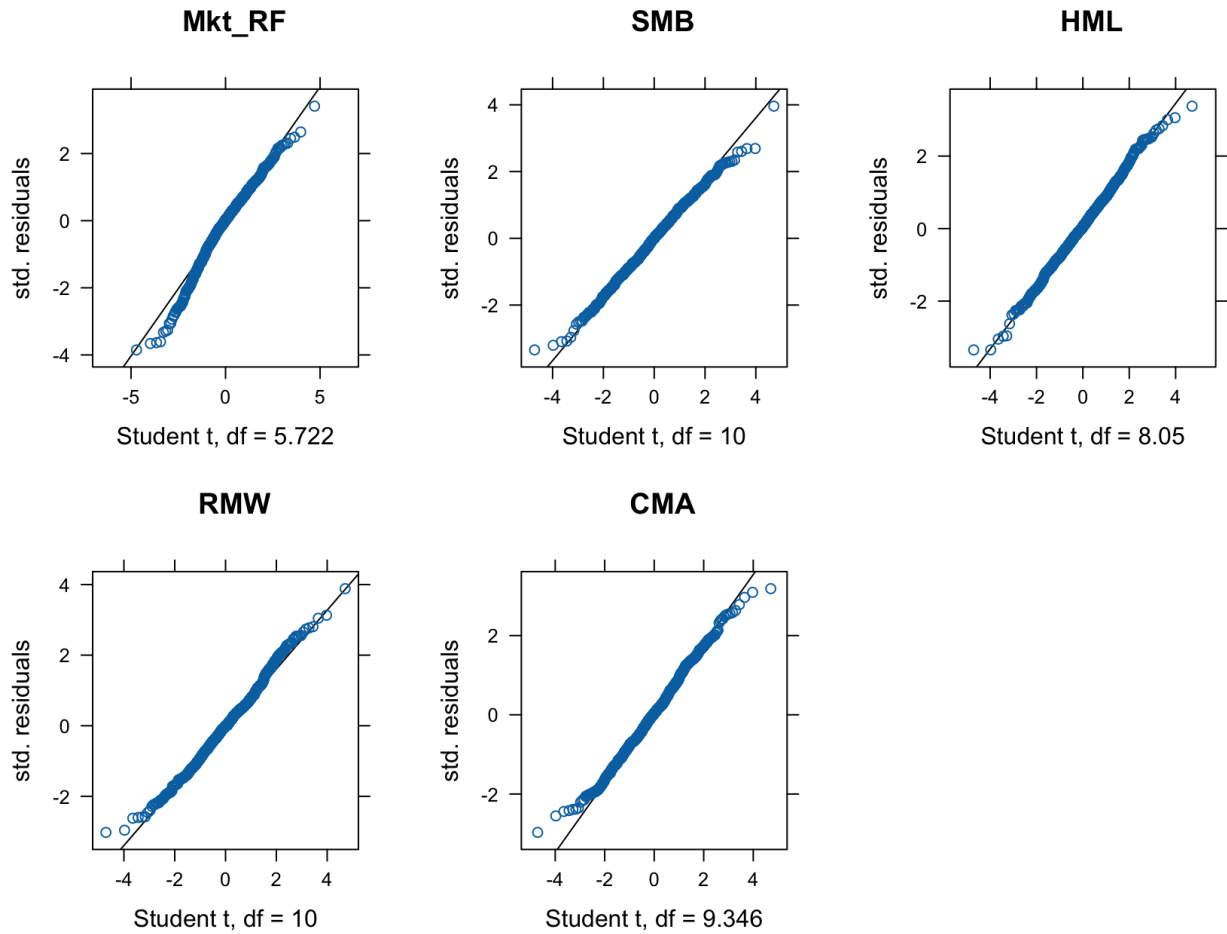 Mkt_RF
SMB
HML
std. residuals
2
0
-2
-4
-5
0
5
Student t, df = 5.722
std. residuals
4
2
0
-2
-4
-2
0
2
4
Student t, df = 10
std. residuals
2
0
-2
-4
-2
0
2
4
Student t, df = 8.05
RMW
CMA
std. residuals
4
2
0
-2
-4
-2
0
2
4
Student t, df = 10
std. residuals
2
0
-2
-4
-2
0
2
4
Student t, df = 9.346